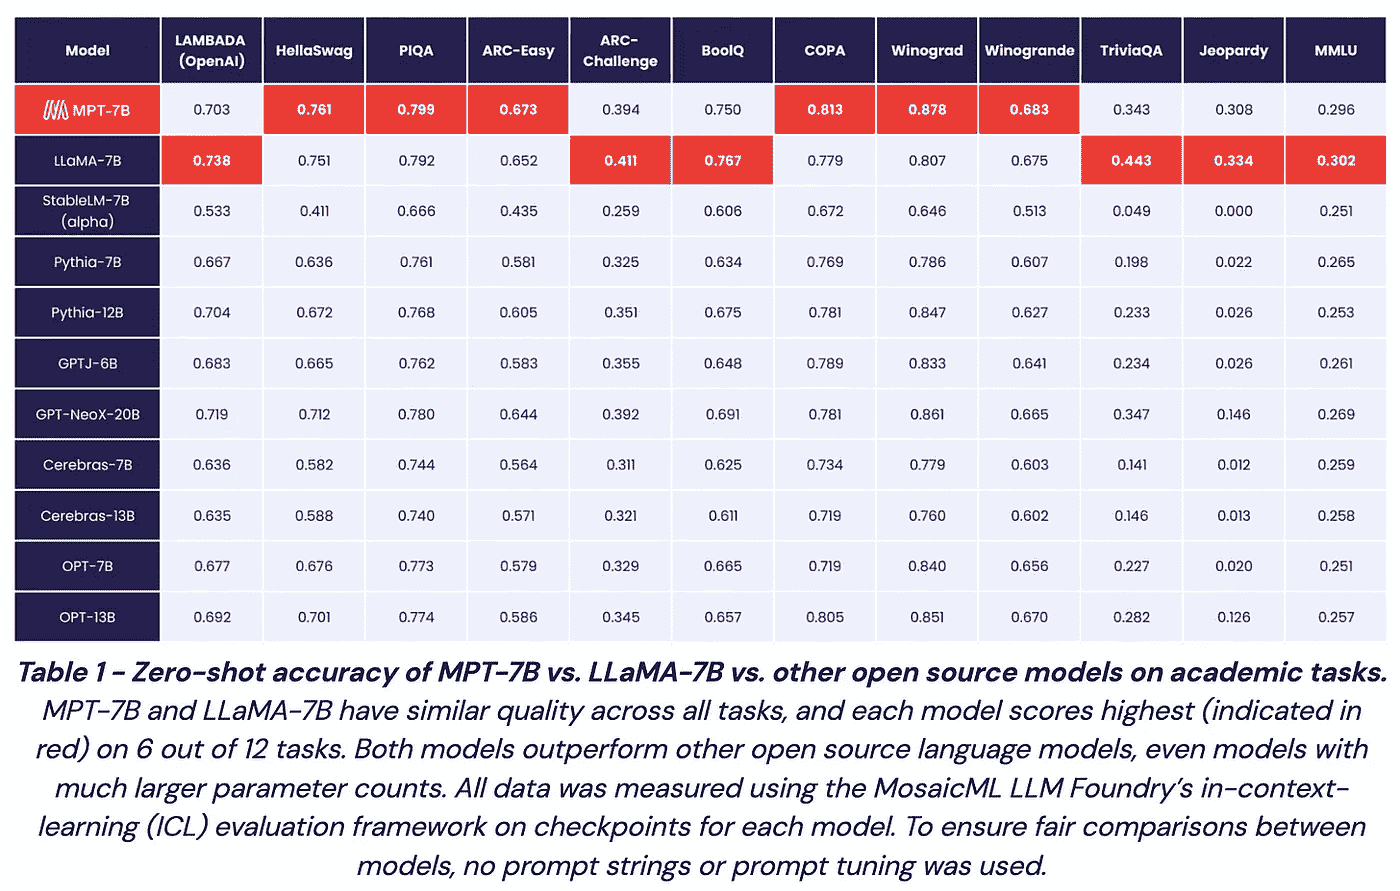 Model LAMBADA (OpenAI) HellaSwag PIQA ARC-Easy ARC-Challenge BoolQ COPA Winograd Winogrande TriviaQA Jeopardy MMLU
MPT-7B 0.703 0.761 0.799 0.673 0.394 0.750 0.813 0.878 0.683 0.343 0.308 0.296
LLaMA-7B 0.738 0.751 0.792 0.652 0.411 0.767 0.779 0.807 0.675 0.443 0.334 0.302
StableLM-7B (alpha) 0.533 0.411 0.666 0.435 0.259 0.606 0.672 0.646 0.513 0.049 0.000 0.251
Pythia-7B 0.667 0.636 0.761 0.581 0.325 0.634 0.769 0.786 0.607 0.198 0.022 0.265
Pythia-12B 0.704 0.672 0.768 0.605 0.351 0.675 0.781 0.847 0.627 0.233 0.026 0.253
GPTJ-6B 0.683 0.665 0.762 0.583 0.355 0.648 0.789 0.833 0.641 0.234 0.026 0.261
GPT-NeoX-20B 0.719 0.712 0.780 0.644 0.392 0.691 0.781 0.861 0.665 0.347 0.146 0.269
Cerebras-7B 0.636 0.582 0.744 0.564 0.311 0.625 0.734 0.779 0.603 0.141 0.012 0.259
Cerebras-13B 0.635 0.588 0.740 0.571 0.321 0.611 0.719 0.760 0.602 0.146 0.013 0.258
OPT-7B 0.677 0.676 0.773 0.579 0.329 0.665 0.719 0.840 0.656 0.227 0.020 0.251
OPT-13B 0.692 0.701 0.774 0.586 0.345 0.657 0.805 0.851 0.670 0.282 0.126 0.257
Table 1 - Zero-shot accuracy of MPT-7B vs. LLaMA-7B vs. other open source models on academic tasks.
MPT-7B and LLaMA-7B have similar quality across all tasks, and each model scores highest (indicated in
red) on 6 out of 12 tasks. Both models outperform other open source language models, even models with
much larger parameter counts. All data was measured using the MosaicML LLM Foundry's in-context-
learning (ICL) evaluation framework on checkpoints for each model. To ensure fair comparisons between
models, no prompt strings or prompt tuning was used.